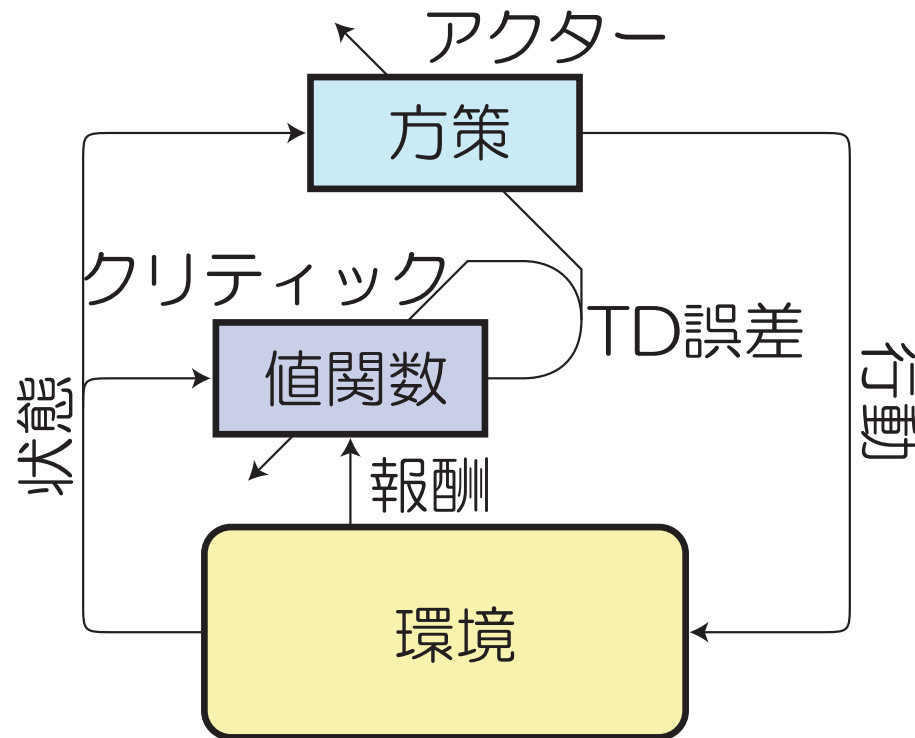 アクター
方策
クリティック
TD誤差
値関数
状態
行動
報酬
環境